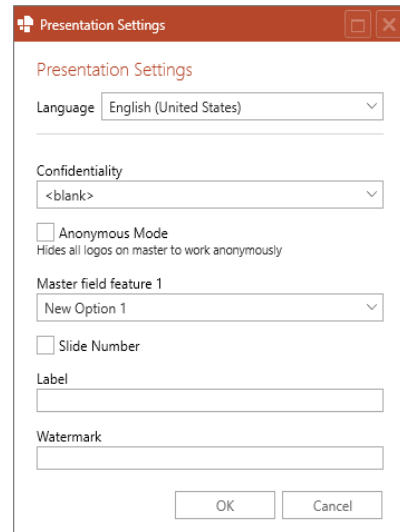 Presentation Settings
Presentation Settings
Language English (United States)
Confidentiality
<blank>
Anonymous Mode
Hides all logos on master to work anonymously
Master field feature 1
New Option 1
Slide Number
Label
Watermark
OK Cancel